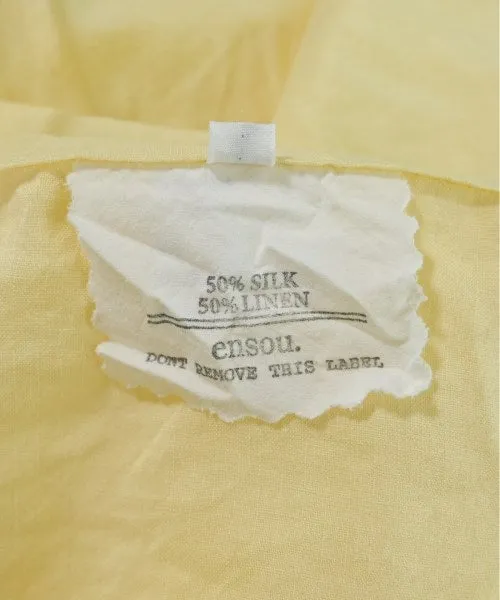 50% SILK
50% LINEN
ensou.
DONT REMOVE THIS LABEL